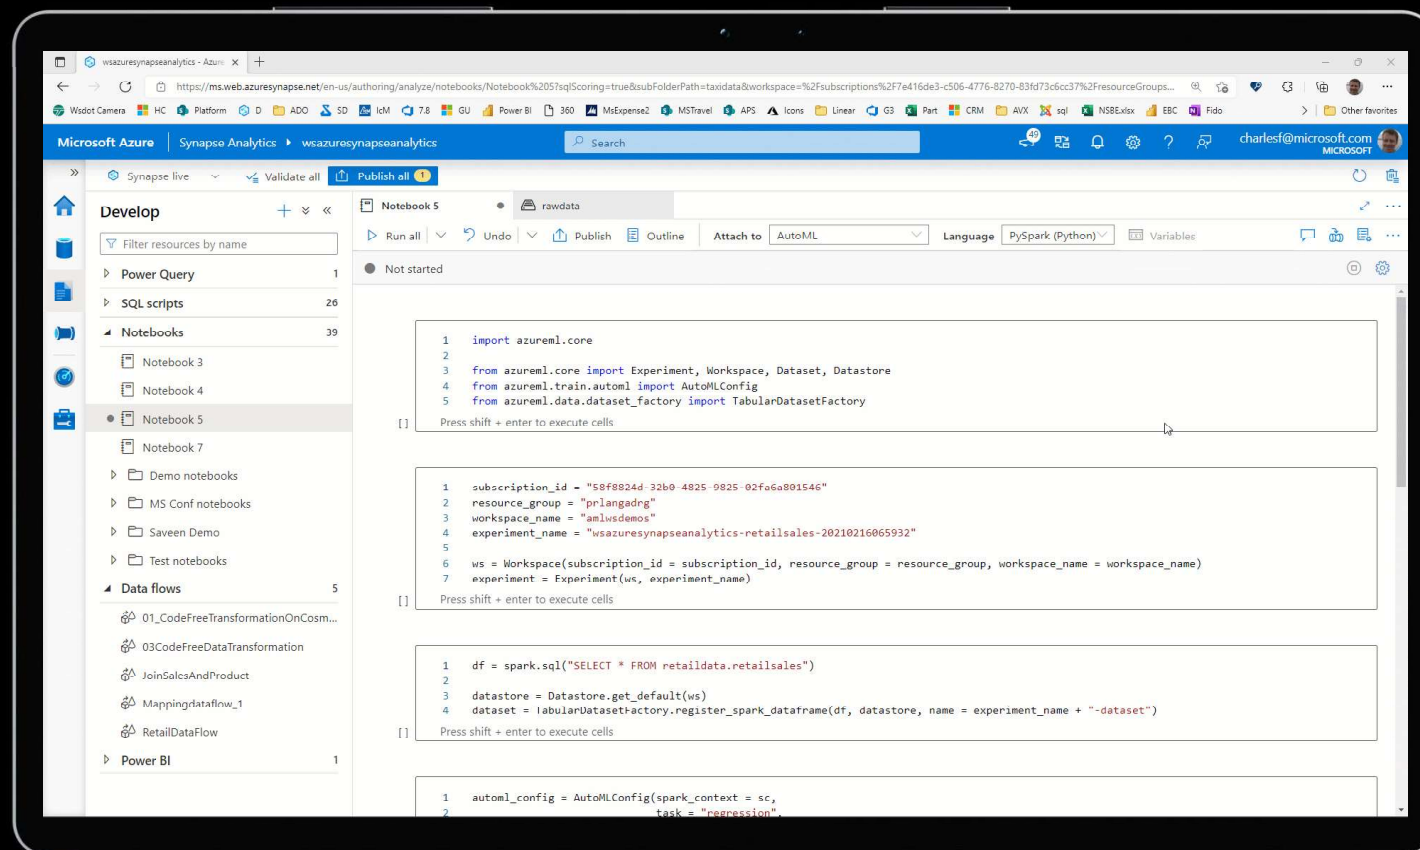 wsazuresynapseanalytics - Azure
https://ms.web.azuresynapse.net/en-us/authoring/analyze/notebooks/Notebook%205?sqlScoring=true&subFolderPath=taxidata&workspace=%2Fsubscriptions%2F7e416de3-c506-4776-8270-83fd73c6cc37%2FresourceGroups...
Wsdot Camera HC Platform D ADO SD IcM 7.8 GU Power BI 360 MsExpense2 MSTravel APS Icons Linear G3 Part CRM AVX sql NSBE.xlsx EBC Fido Other favorites
Microsoft Azure Synapse Analytics wsazuresynapseanalytics Search 49 charlesf@microsoft.com
MICROSOFT
Synapse live Validate all Publish all 1
Develop Notebook 5 rawdata
Filter resources by name Run all Undo Publish Outline Attach to AutoML Language PySpark (Python) Variables
Not started
Power Query 1
SQL scripts 26
Notebooks 39
Notebook 3
Notebook 4
Notebook 5
Notebook 7
Demo notebooks
MS Conf notebooks
Saveen Demo
Test notebooks
Data flows 5
01_CodeFreeTransformationOnCosm...
03CodeFreeDataTransformation
JoinSalesAndProduct
Mappingdataflow_1
RetailDataFlow
Power BI 1
1 import azureml.core
2
3 from azureml.core import Experiment, Workspace, Dataset, Datastore
4 from azureml.train.automl import AutoMLConfig
5 from azureml.data.dataset_factory import TabularDatasetFactory
[ ] Press shift + enter to execute cells
1 subscription_id = "58f8824d-32b0-4825-9825-02fa6a801546"
2 resource_group = "prlangadrg"
3 workspace_name = "amlwsdemos"
4 experiment_name = "wsazuresynapseanalytics-retailsales-20210216065932"
5
6 ws = Workspace(subscription_id = subscription_id, resource_group = resource_group, workspace_name = workspace_name)
7 experiment = Experiment(ws, experiment_name)
[ ] Press shift + enter to execute cells
1 df = spark.sql("SELECT * FROM retaildata.retailsales")
2
3 datastore = Datastore.get_default(ws)
4 dataset = TabularDatasetFactory.register_spark_dataframe(df, datastore, name = experiment_name + "-dataset")
[ ] Press shift + enter to execute cells
1 automl_config = AutoMLConfig(spark_context = sc,
2 task = "regression",